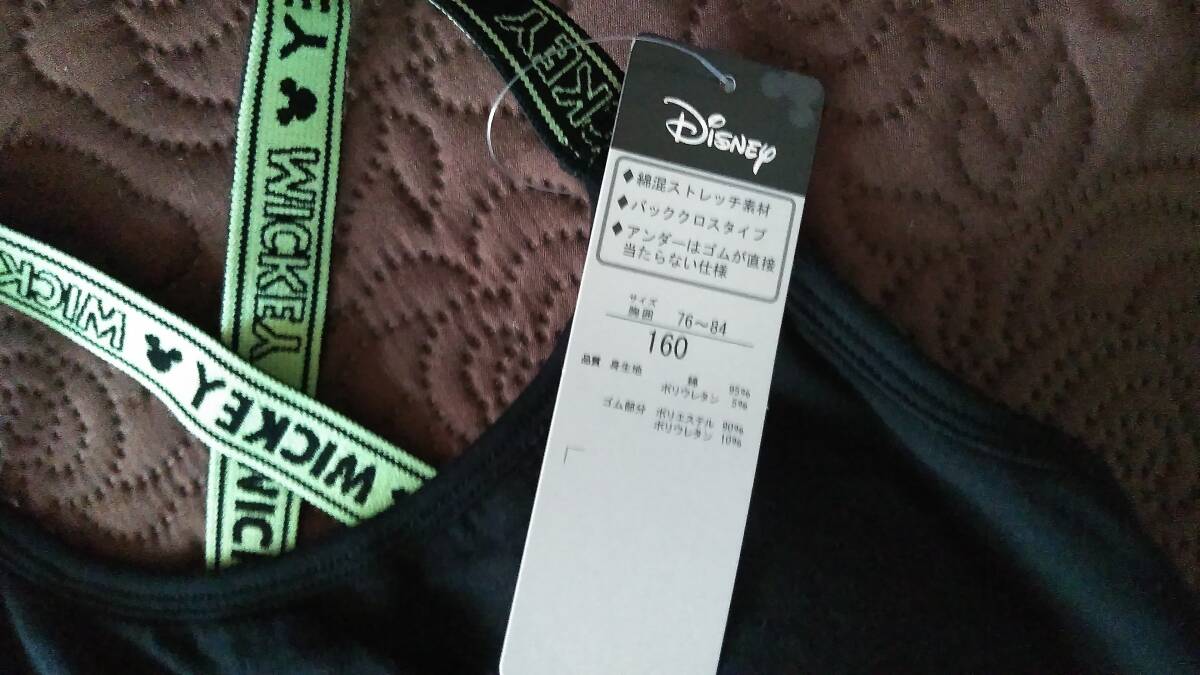 EY MICKEY
MICKEY
MICKEY
MICKEY
MICK
Disney
◆綿混ストレッチ素材
◆バッククロスタイプ
◆アンダーはゴムが直接
当たらない仕様
サイズ
胸囲 76〜84
160
品質 身生地 綿 95%
ポリウレタン 5%
ゴム部分 ポリエステル 90%
ポリウレタン 10%